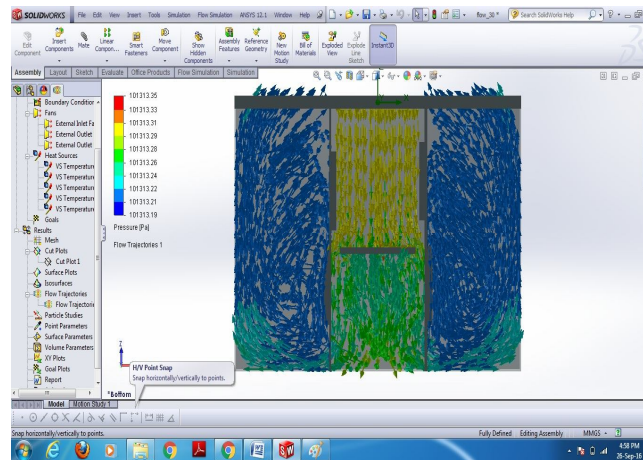 SOLIDWORKS File Edit View Insert Tools Simulation Flow Simulation ANSYS 12.1 Window Help flow_30 * Search SolidWorks Help
Edit Component
Insert Components
Mate
Linear Compon...
Smart Fasteners
Move Component
Show Hidden Components
Assembly Features
Reference Geometry
New Motion Study
Bill of Materials
Exploded View
Explode Line Sketch
Instant3D
Assembly Layout Sketch Evaluate Office Products Flow Simulation Simulation
Boundary Condition
Fans
External Inlet Fa
External Outlet
External Outlet
Heat Sources
VS Temperature
VS Temperature
VS Temperature
VS Temperature
VS Temperature
Goals
Results
Mesh
Cut Plots
Cut Plot 1
Surface Plots
Isosurfaces
Flow Trajectories
Flow Trajectorie
Particle Studies
Point Parameters
Surface Parameters
Volume Parameters
XY Plots
Goal Plots
Report
101313.35
101313.33
101313.31
101313.29
101313.28
101313.26
101313.24
101313.22
101313.21
101313.19
Pressure [Pa]
Flow Trajectories 1
Z
H/V Point Snap
Snap horizontally/vertically to points.
*Bottom
Model Motion Study 1
Snap horizontally/vertically to points. Fully Defined Editing Assembly MMGS
4:58 PM
26-Sep-16